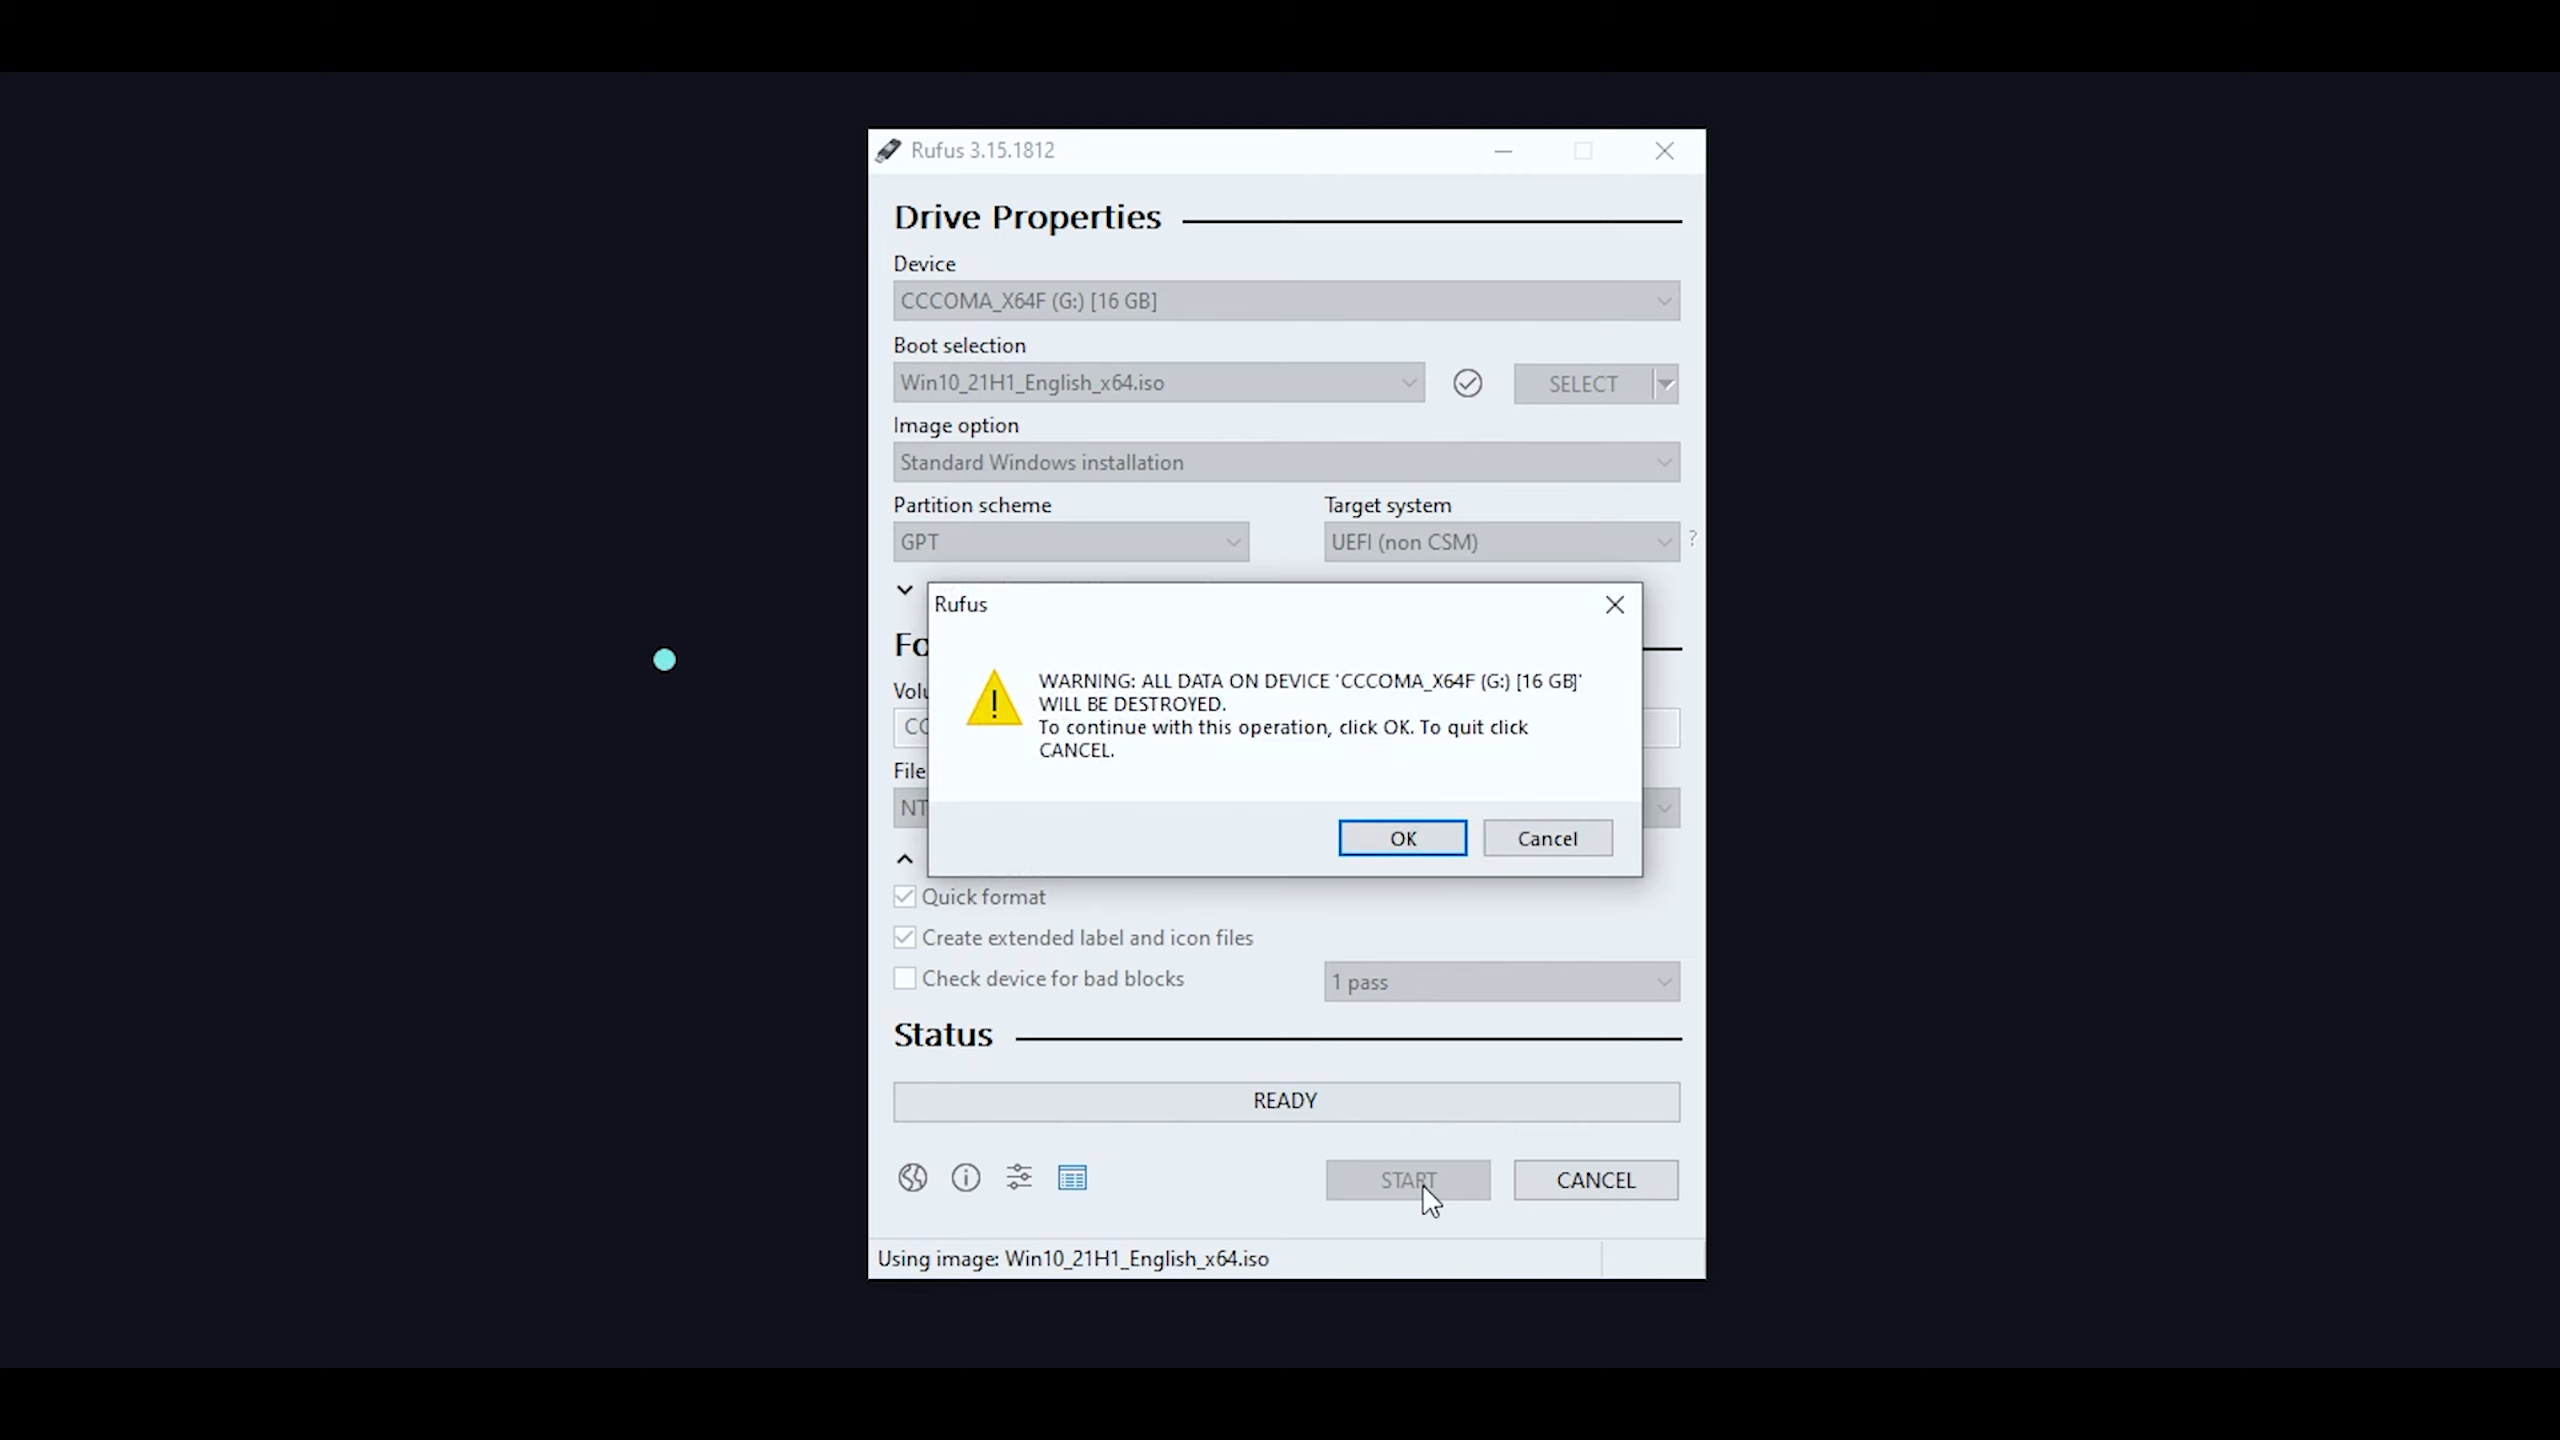 Rufus 3.15.1812
Drive Properties
Device
CCCOMA_X64F (G:) [16 GB]
Boot selection
Win10_21H1_English_x64.iso
SELECT
Image option
Standard Windows installation
Partition scheme
Target system
GPT
UEFI (non CSM)
?
Rufus
WARNING: ALL DATA ON DEVICE 'CCCOMA_X64F (G:) [16 GB]'
WILL BE DESTROYED.
To continue with this operation, click OK. To quit click
CANCEL.
OK
Cancel
File
Quick format
Create extended label and icon files
Check device for bad blocks
1 pass
Status
READY
START
CANCEL
Using image: Win10_21H1_English_x64.iso